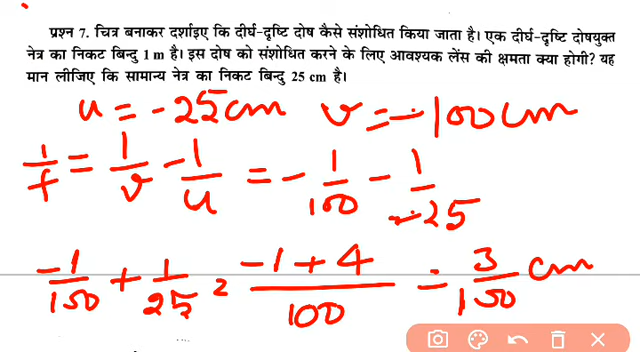 प्रश्न 7. चित्र बनाकर दर्शाइए कि दीर्घ-दृष्टि दोष कैसे संशोधित किया जाता है। एक दीर्घ-दृष्टि दोषयुक्त
नेत्र का निकट बिन्दु 1 m है। इस दोष को संशोधित करने के लिए आवश्यक लेंस की क्षमता क्या होगी? यह
मान लीजिए कि सामान्य नेत्र का निकट बिन्दु 25 cm है।
u = -25cm v = -100cm
1/f = 1/v - 1/u = - 1/100 - 1/-25
-1/100 + 1/25 = -1+4/100 = 3/100 cm